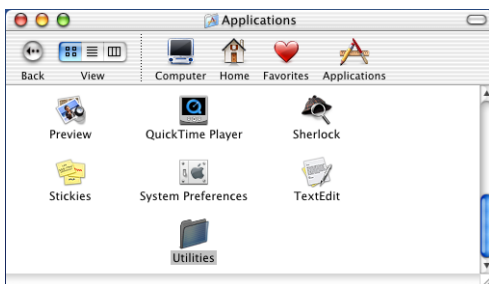 Applications
Back View Computer Home Favorites Applications
Preview QuickTime Player Sherlock
Stickies System Preferences TextEdit
Utilities